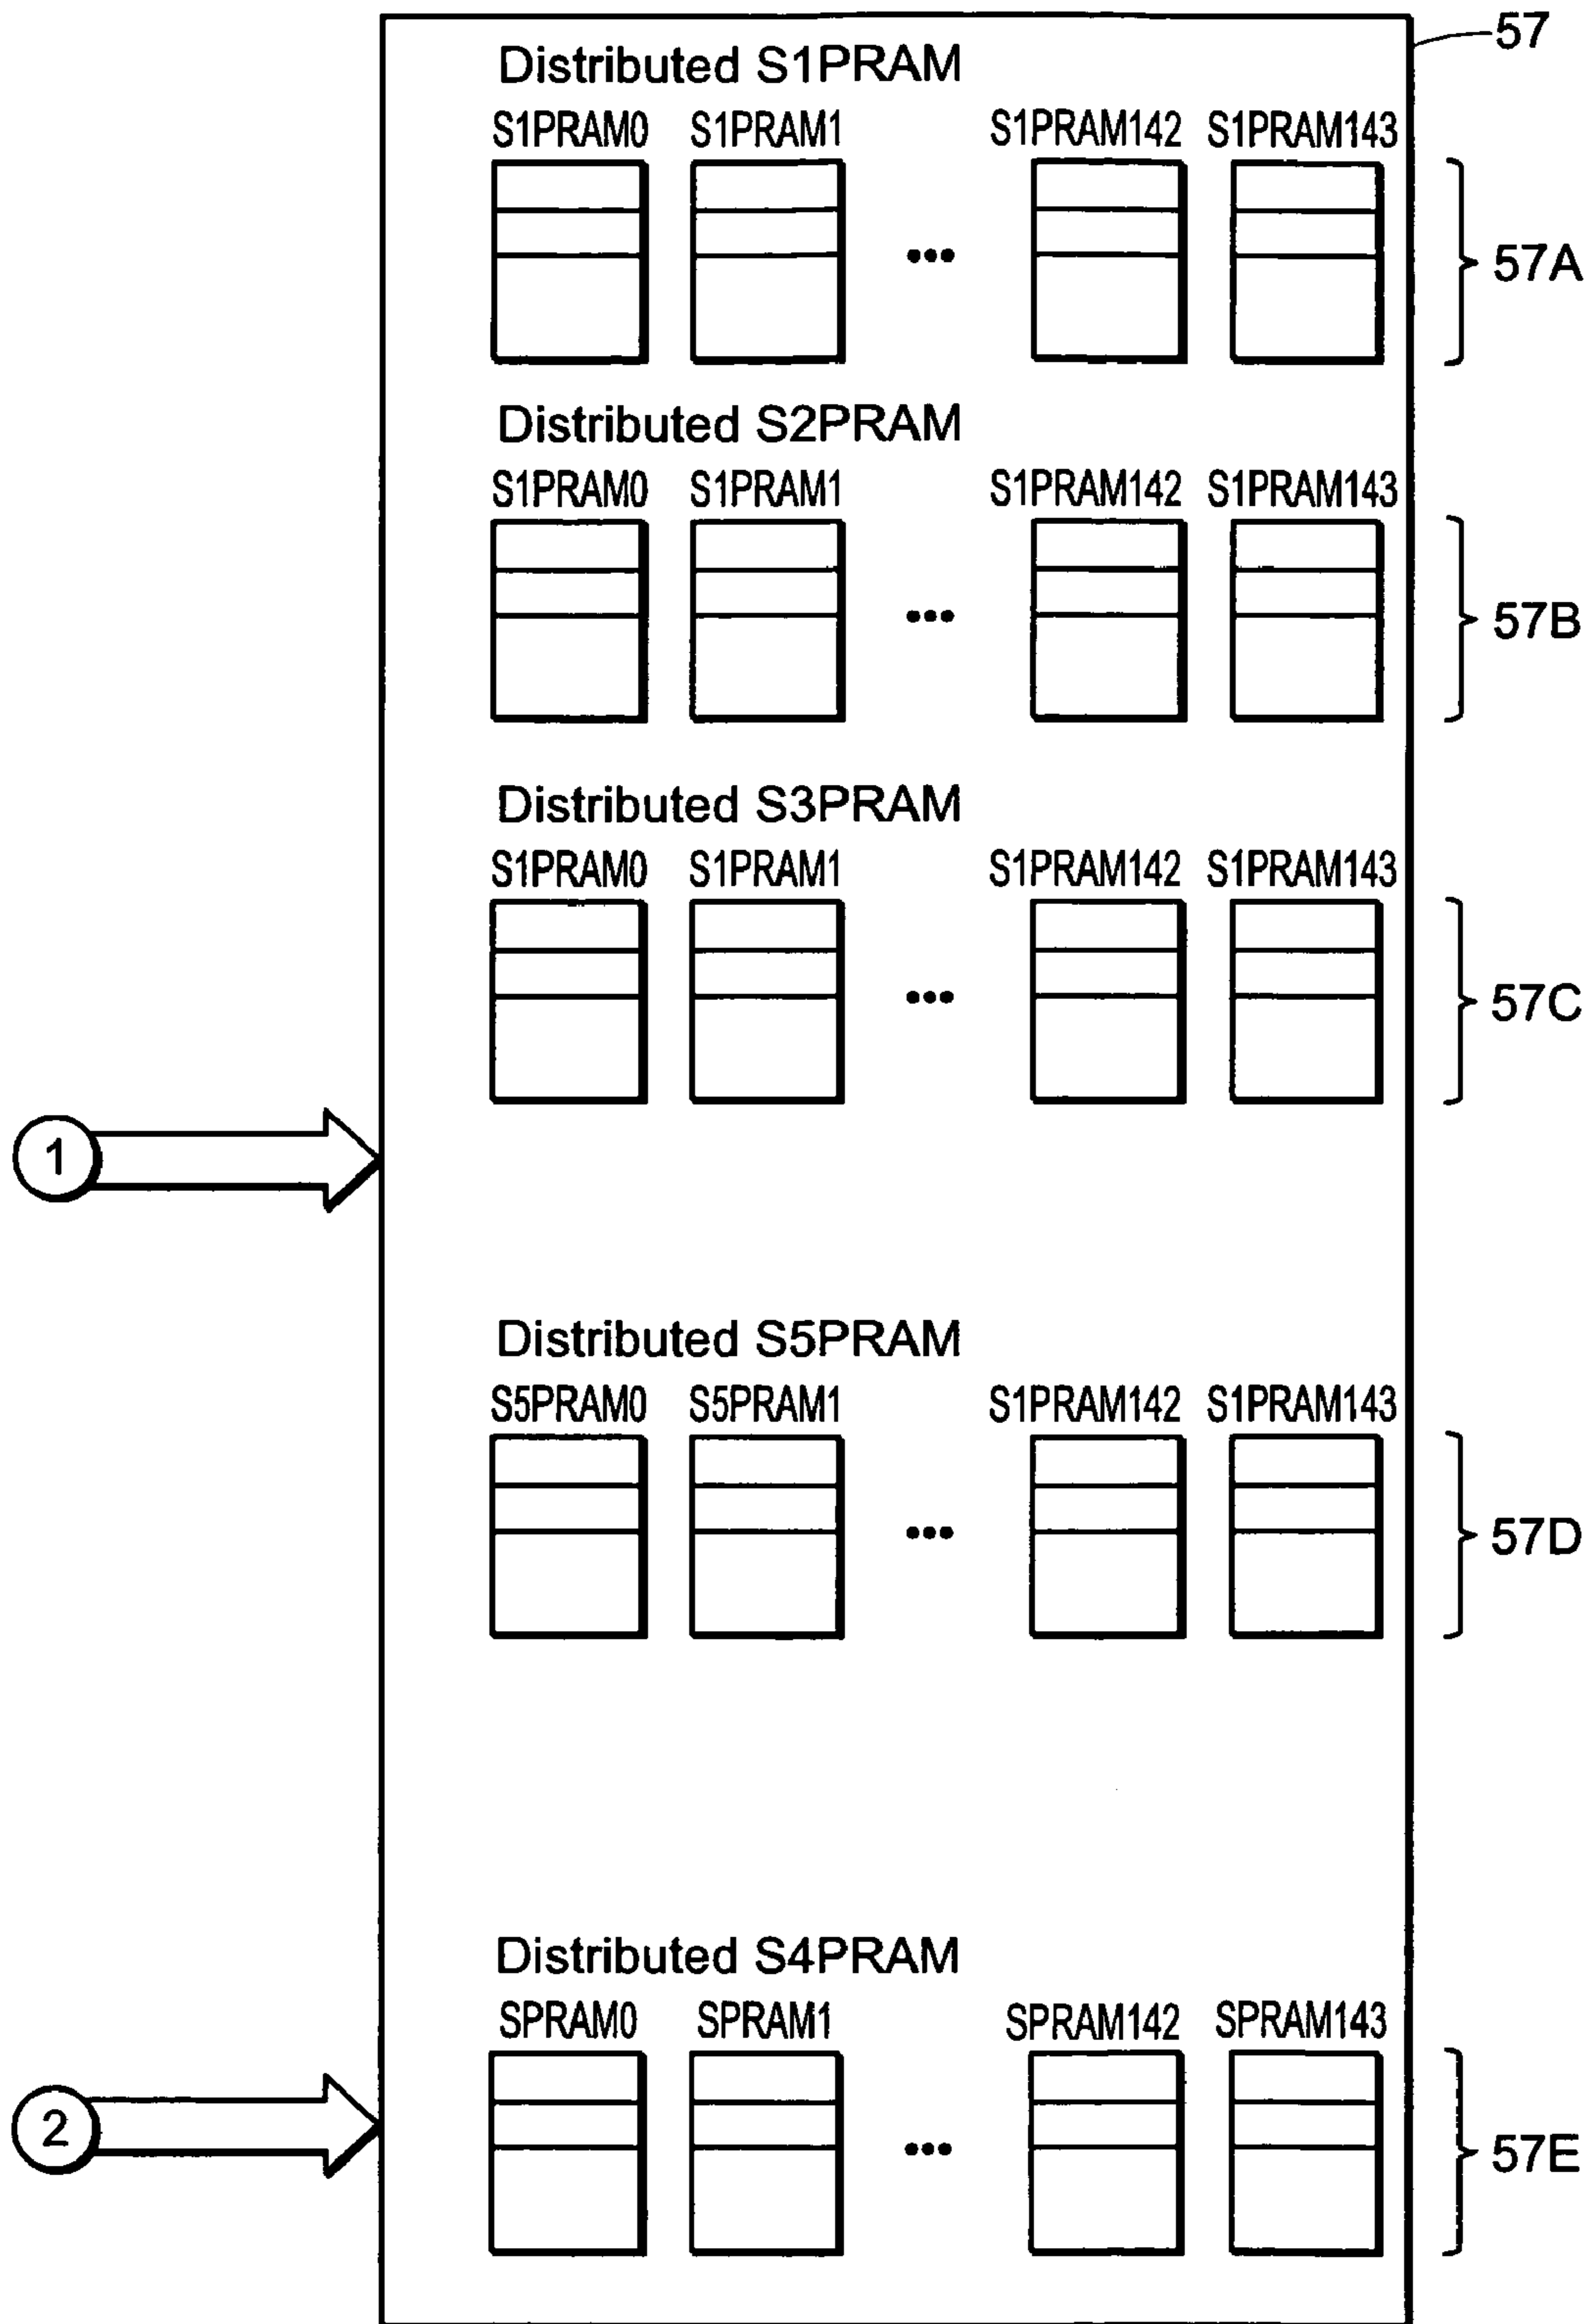 57
Distributed S1PRAM
S1PRAM0 S1PRAM1 S1PRAM142 S1PRAM143
••• 57A
Distributed S2PRAM
S1PRAM0 S1PRAM1 S1PRAM142 S1PRAM143
••• 57B
Distributed S3PRAM
S1PRAM0 S1PRAM1 S1PRAM142 S1PRAM143
••• 57C
1
Distributed S5PRAM
S5PRAM0 S5PRAM1 S1PRAM142 S1PRAM143
••• 57D
Distributed S4PRAM
SPRAM0 SPRAM1 SPRAM142 SPRAM143
2 ••• 57E